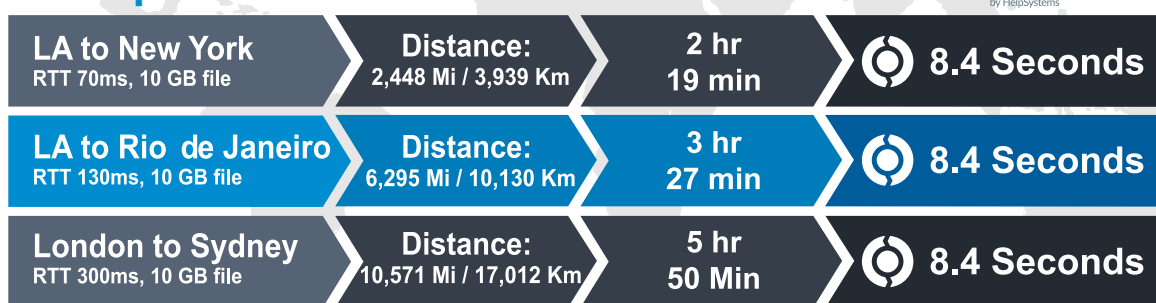 by HelpSystems
LA to New York
RTT 70ms, 10 GB file
Distance:
2,448 Mi / 3,939 Km
2 hr
19 min
8.4 Seconds
LA to Rio de Janeiro
RTT 130ms, 10 GB file
Distance:
6,295 Mi / 10,130 Km
3 hr
27 min
8.4 Seconds
London to Sydney
RTT 300ms, 10 GB file
Distance:
10,571 Mi / 17,012 Km
5 hr
50 Min
8.4 Seconds